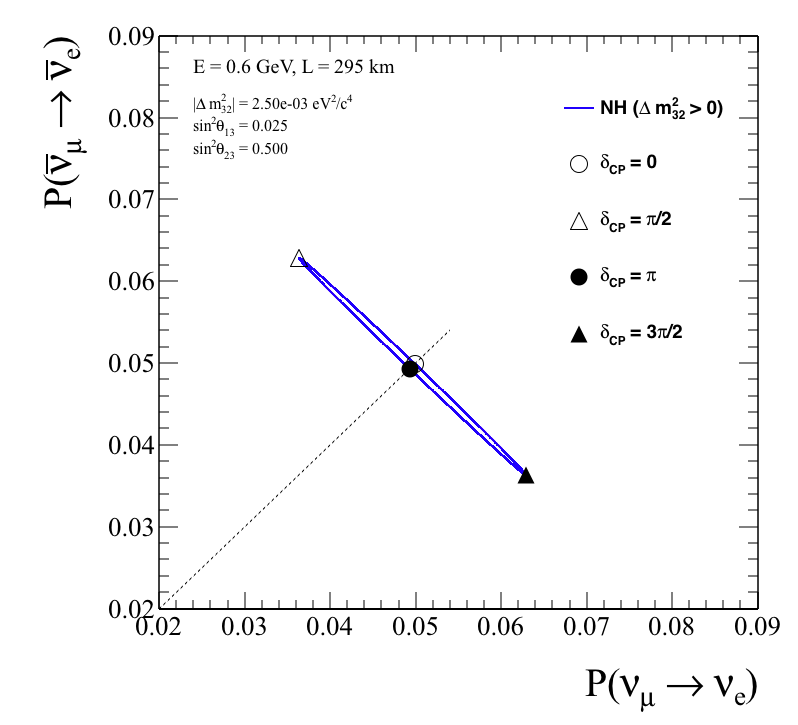 P(ν̅μ → ν̅e)
0.09
0.08
0.07
0.06
0.05
0.04
0.03
0.02
E = 0.6 GeV, L = 295 km
|Δ m²32| = 2.50e-03 eV²/c⁴
sin²θ13 = 0.025
sin²θ23 = 0.500
NH (Δ m²32 > 0)
δCP = 0
δCP = π/2
δCP = π
δCP = 3π/2
0.02 0.03 0.04 0.05 0.06 0.07 0.08 0.09
P(νμ → νe)